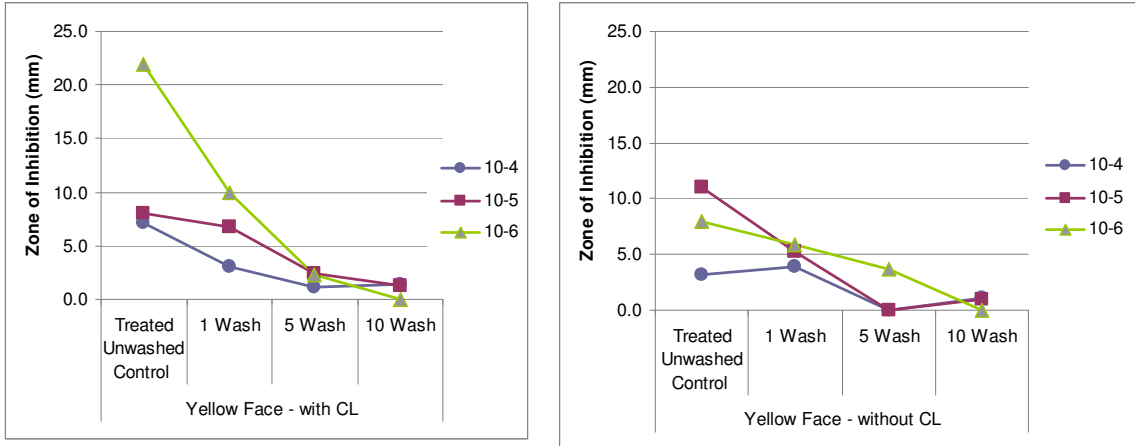 Zone of Inhibition (mm)
25.0
20.0
15.0
10.0
5.0
0.0
Treated
Unwashed
Control
1 Wash
5 Wash
10 Wash
Yellow Face - with CL
10-4
10-5
10-6
Zone of Inhibition (mm)
25.0
20.0
15.0
10.0
5.0
0.0
Treated
Unwashed
Control
1 Wash
5 Wash
10 Wash
Yellow Face - without CL
10-4
10-5
10-6